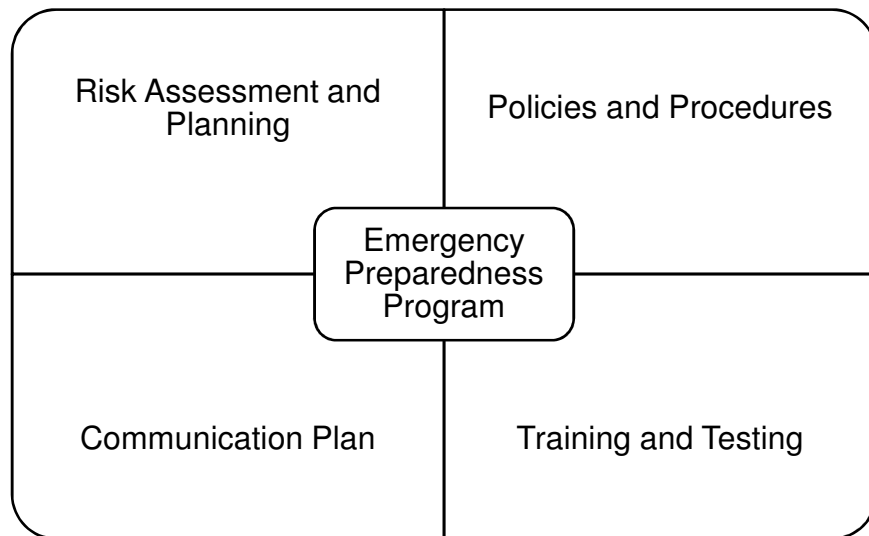 Risk Assessment and
Planning
Policies and Procedures
Emergency
Preparedness
Program
Communication Plan
Training and Testing